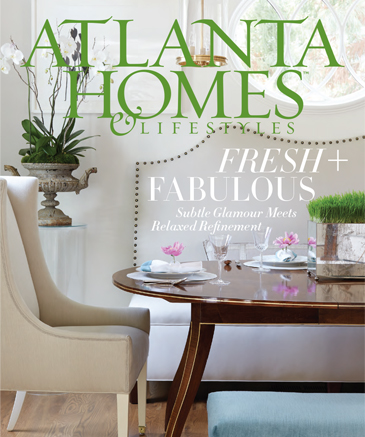 ATLANTA
HOMES
& LIFESTYLES
FRESH +
FABULOUS
Subtle Glamour Meets
Relaxed Refinement